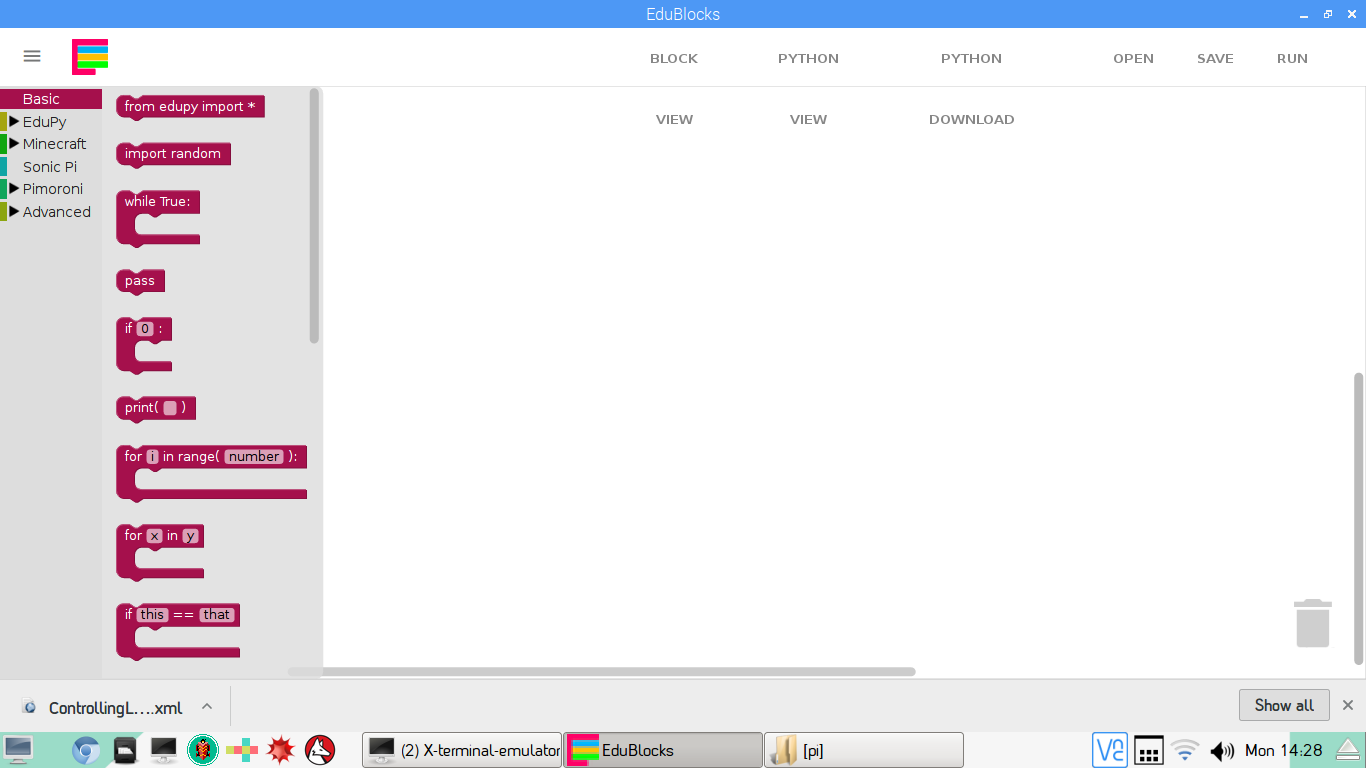 EduBlocks
BLOCK VIEW
PYTHON VIEW
PYTHON DOWNLOAD
OPEN
SAVE
RUN
Basic
EduPy
Minecraft
Sonic Pi
Pimoroni
Advanced
from edupy import *
import random
while True:
pass
if 0 :
print( )
for i in range( number ):
for x in y
if this == that
ControllingL....xml
Show all
(2) X-terminal-emulator
EduBlocks
[pi]
Mon 14:28